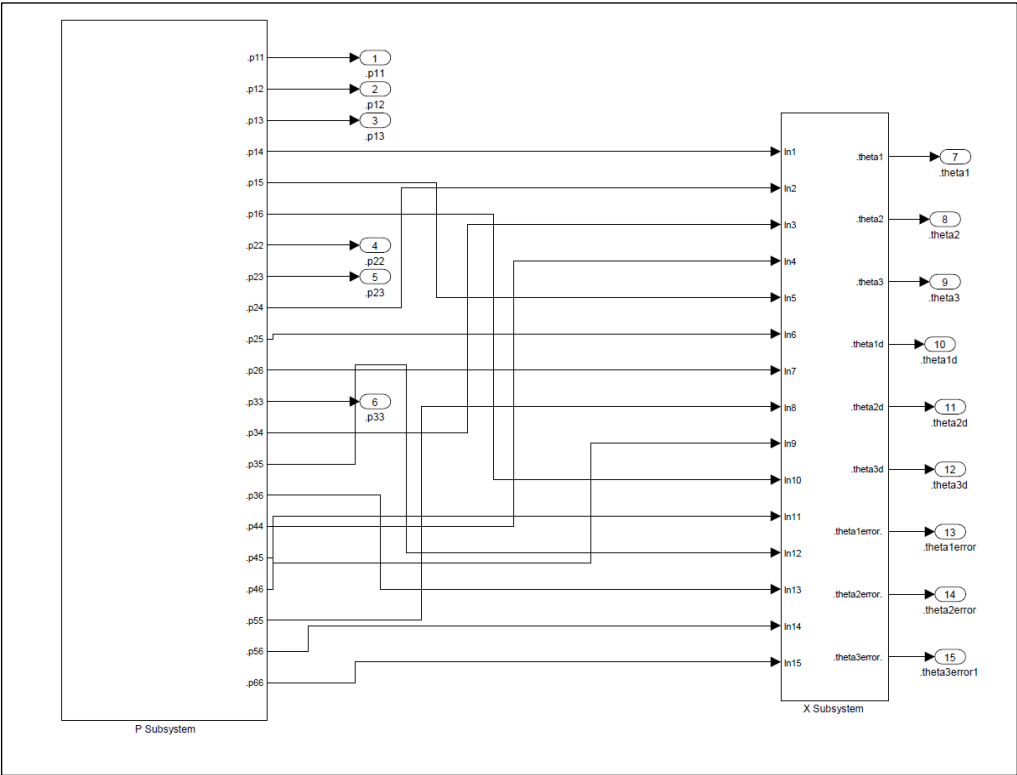 .p11
1
.p11
.p12
2
.p12
.p13
3
.p13
.p14
.p15
.p16
.p22
4
.p22
.p23
5
.p23
.p24
.p25
.p26
.p33
6
.p33
.p34
.p35
.p36
.p44
.p45
.p46
.p55
.p56
.p66
P Subsystem
In1
In2
In3
In4
In5
In6
In7
In8
In9
In10
In11
In12
In13
In14
In15
.theta1
7
.theta1
.theta2
8
.theta2
.theta3
9
.theta3
.theta1d
10
.theta1d
.theta2d
11
.theta2d
.theta3d
12
.theta3d
.theta1error.
13
.theta1error
.theta2error.
14
.theta2error
.theta3error.
15
.theta3error1
X Subsystem